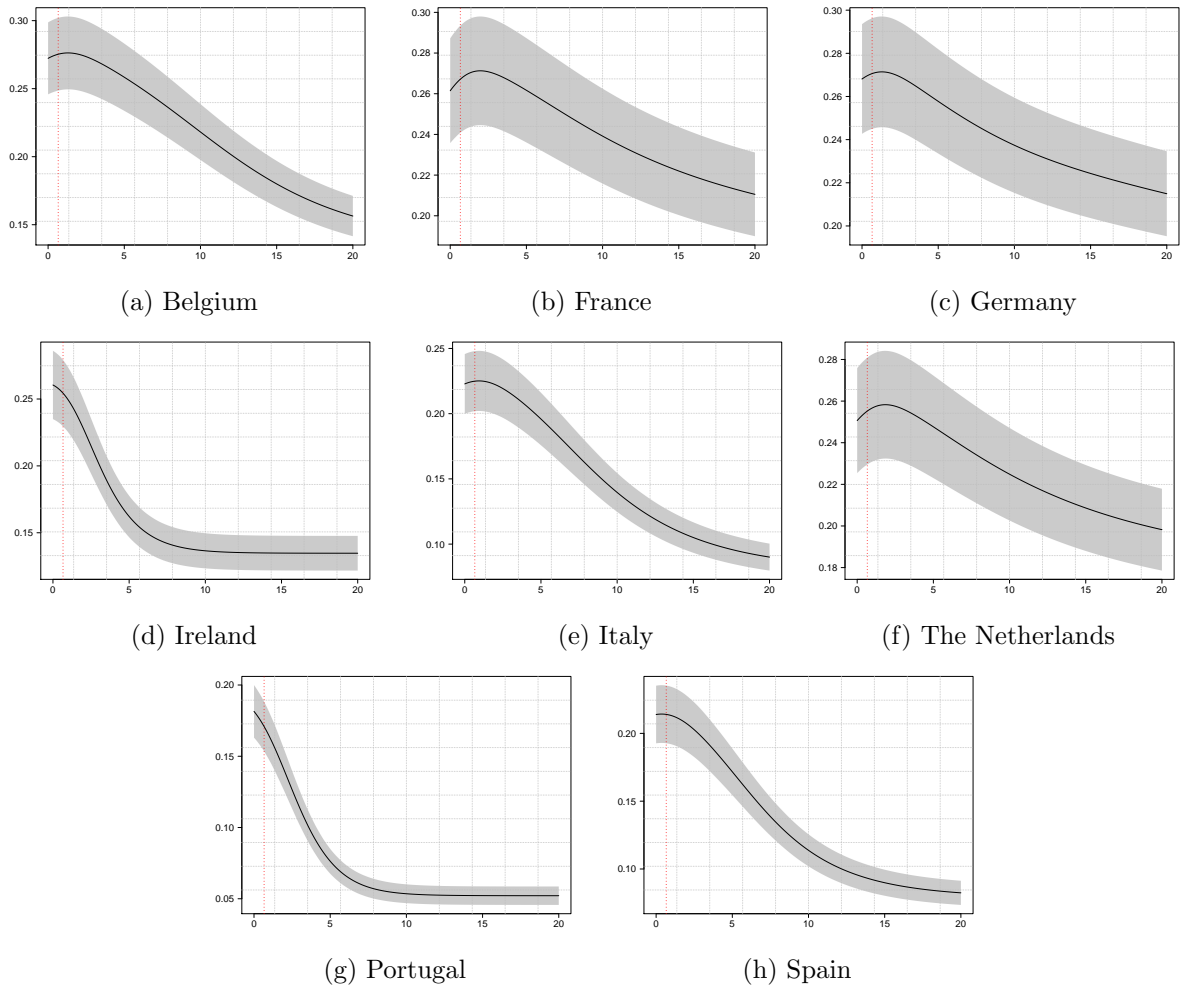 0.30
0.25
0.20
0.15
0 5 10 15 20
(a) Belgium
0.30
0.28
0.26
0.24
0.22
0.20
0 5 10 15 20
(b) France
0.30
0.28
0.26
0.24
0.22
0.20
0 5 10 15 20
(c) Germany
0.25
0.20
0.15
0 5 10 15 20
(d) Ireland
0.25
0.20
0.15
0.10
0 5 10 15 20
(e) Italy
0.28
0.26
0.24
0.22
0.20
0.18
0 5 10 15 20
(f) The Netherlands
0.20
0.15
0.10
0.05
0 5 10 15 20
(g) Portugal
0.20
0.15
0.10
0 5 10 15 20
(h) Spain